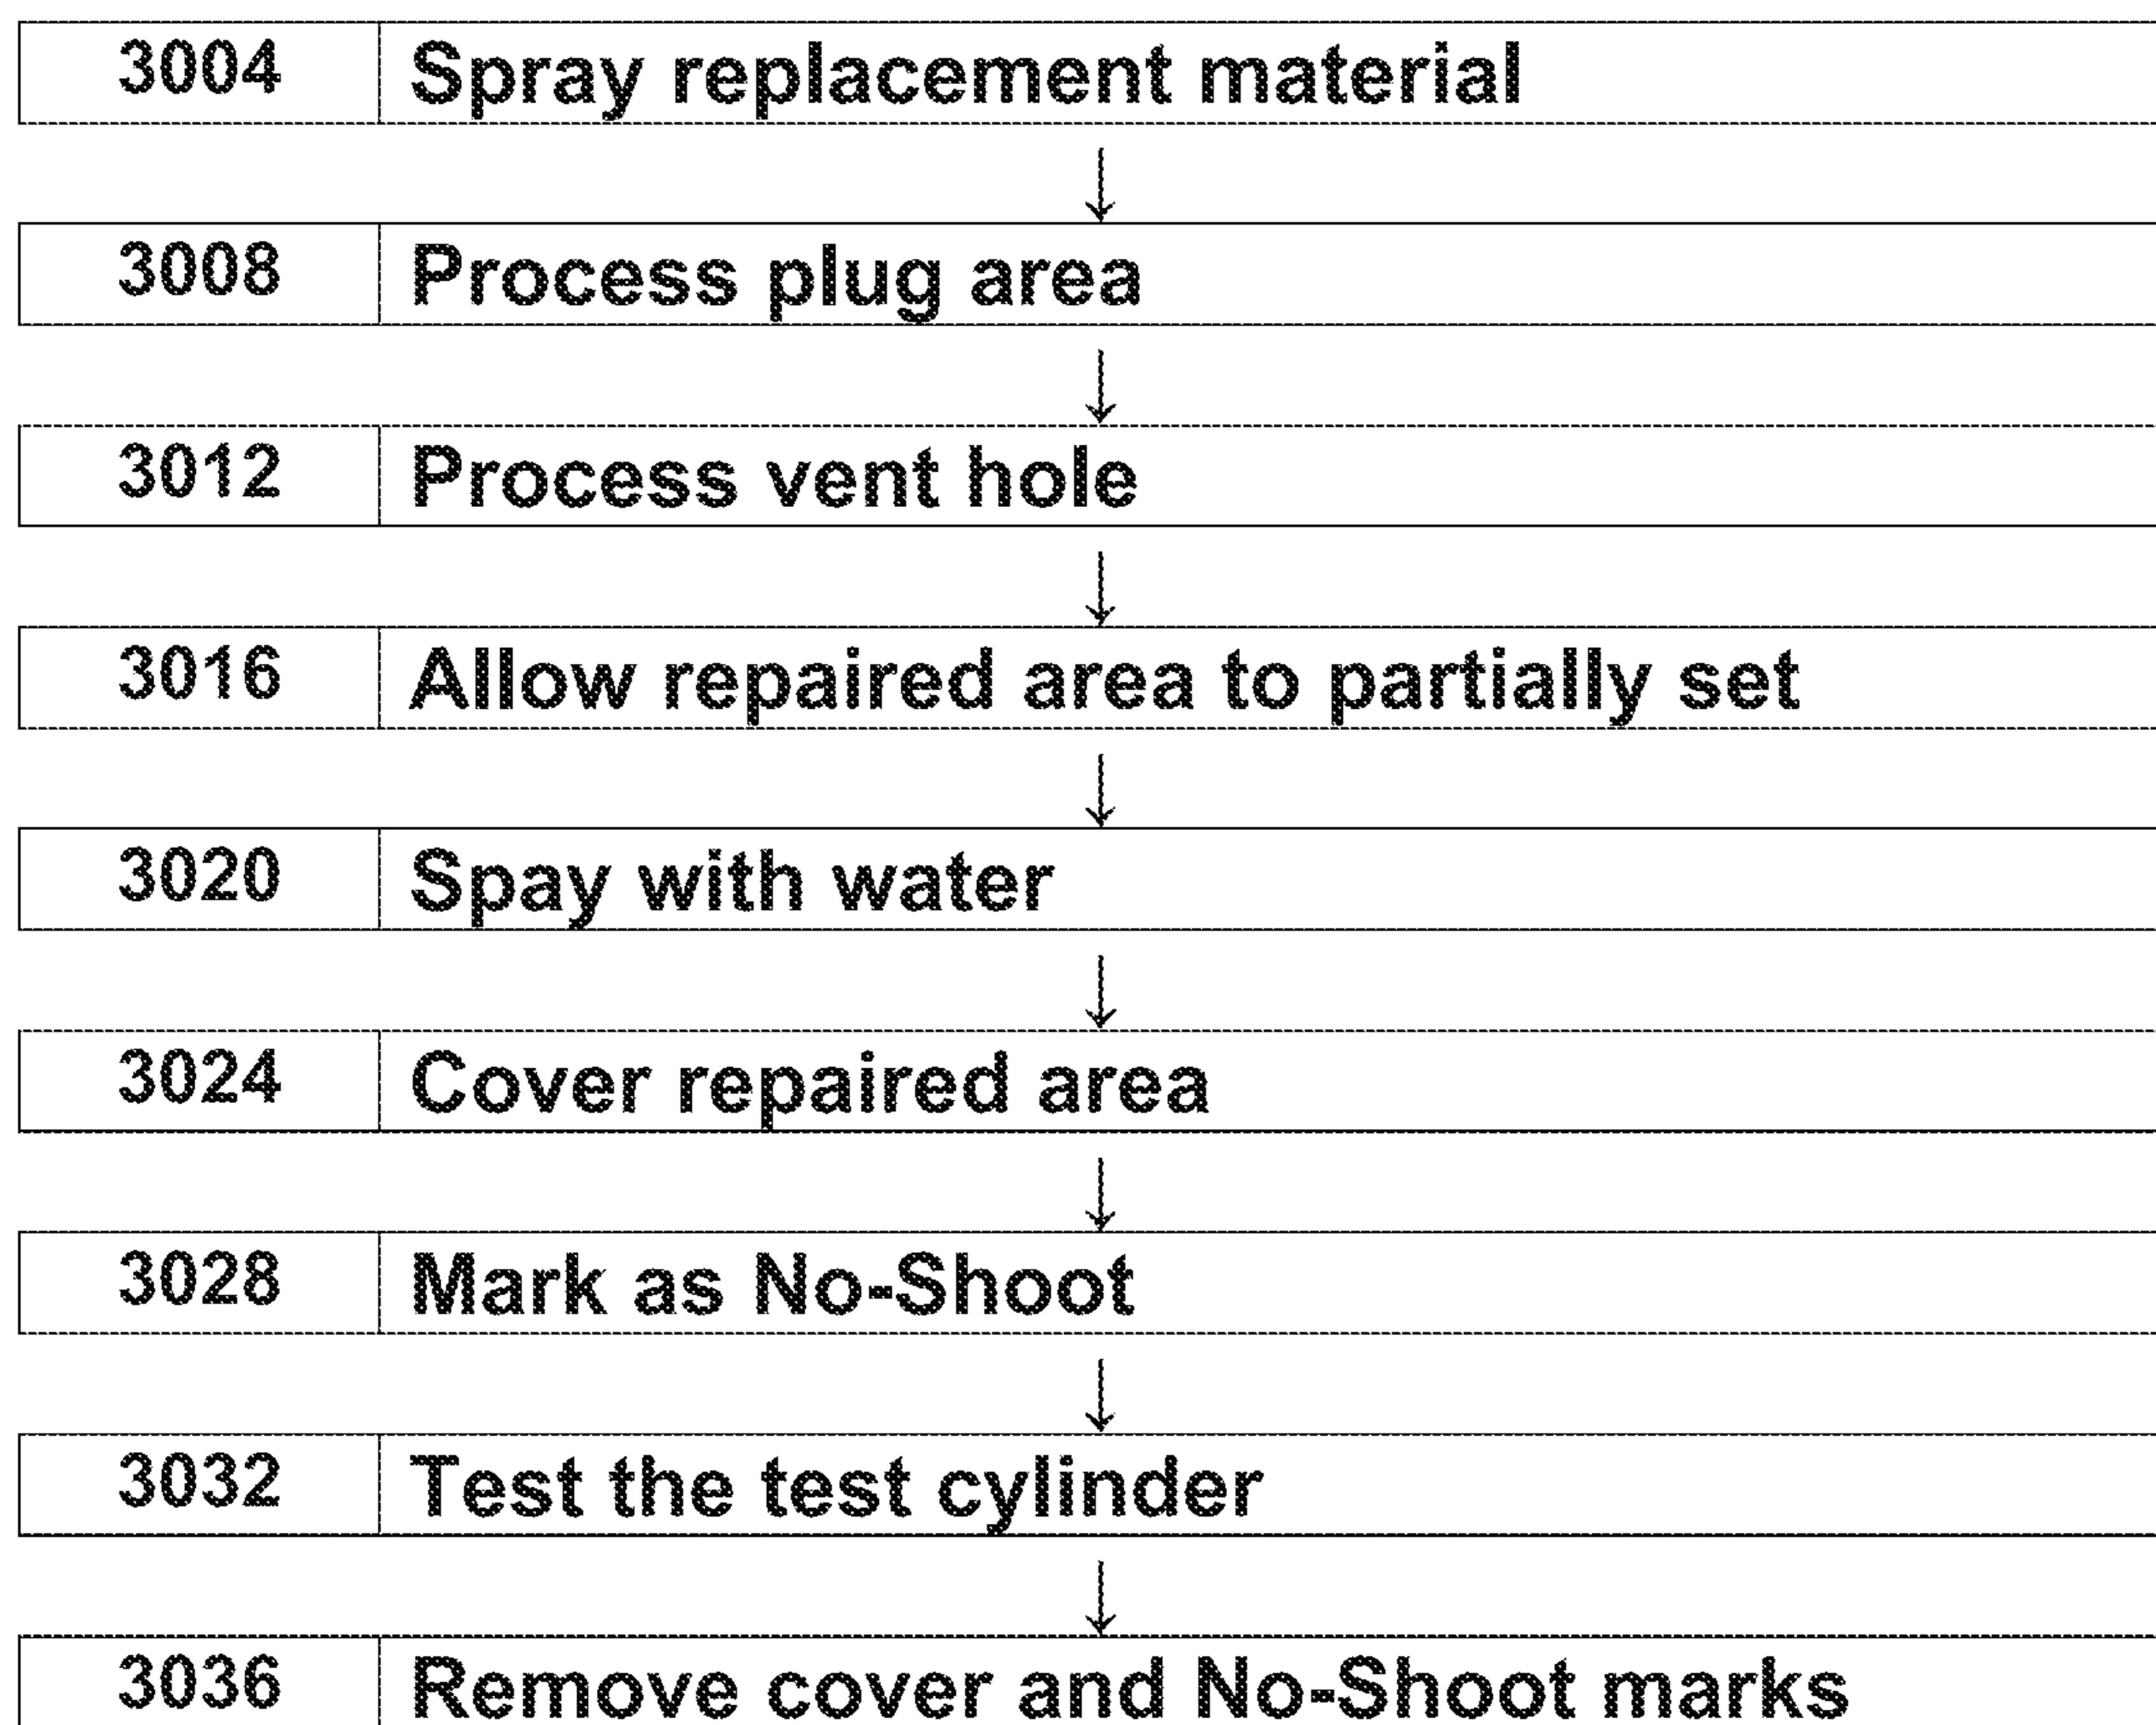 3004 Spray replacement material
3008 Process plug area
3012 Process vent hole
3016 Allow repaired area to partially set
3020 Spay with water
3024 Cover repaired area
3028 Mark as No-Shoot
3032 Test the test cylinder
3036 Remove cover and No-Shoot marks